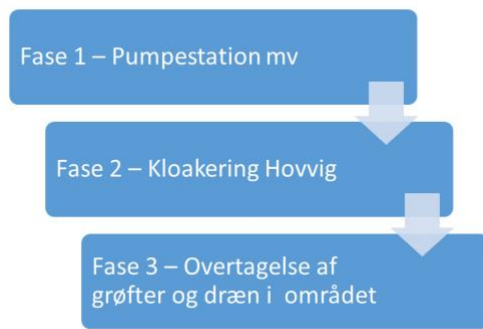 Fase 1 – Pumpestation mv
Fase 2 – Kloakering Hovvig
Fase 3 – Overtagelse af
grøfter og dræn i området